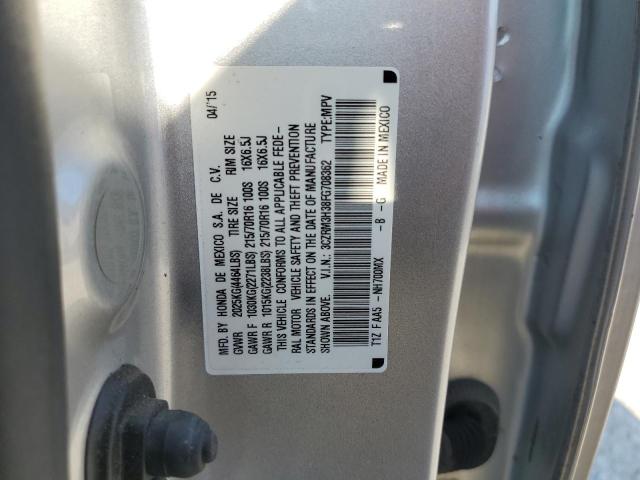 MFD. BY HONDA DE MEXICO S.A. DE C.V. 04/'15
GVWR 2025KG(4464LBS) TIRE SIZE RIM SIZE
GAWR F 1030KG(2271LBS) 215/70R16 100S 16X6.5J
GAWR R 1015KG(2238LBS) 215/70R16 100S 16X6.5J
THIS VEHICLE CONFORMS TO ALL APPLICABLE FEDE-
RAL MOTOR VEHICLE SAFETY AND THEFT PREVENTION
STANDARDS IN EFFECT ON THE DATE OF MANUFACTURE
SHOWN ABOVE. V.I.N.: 3CZRM3H38FG708362 TYPE:MPV
T1Z F AA5 -NH700MX -B -G MADE IN MEXICO